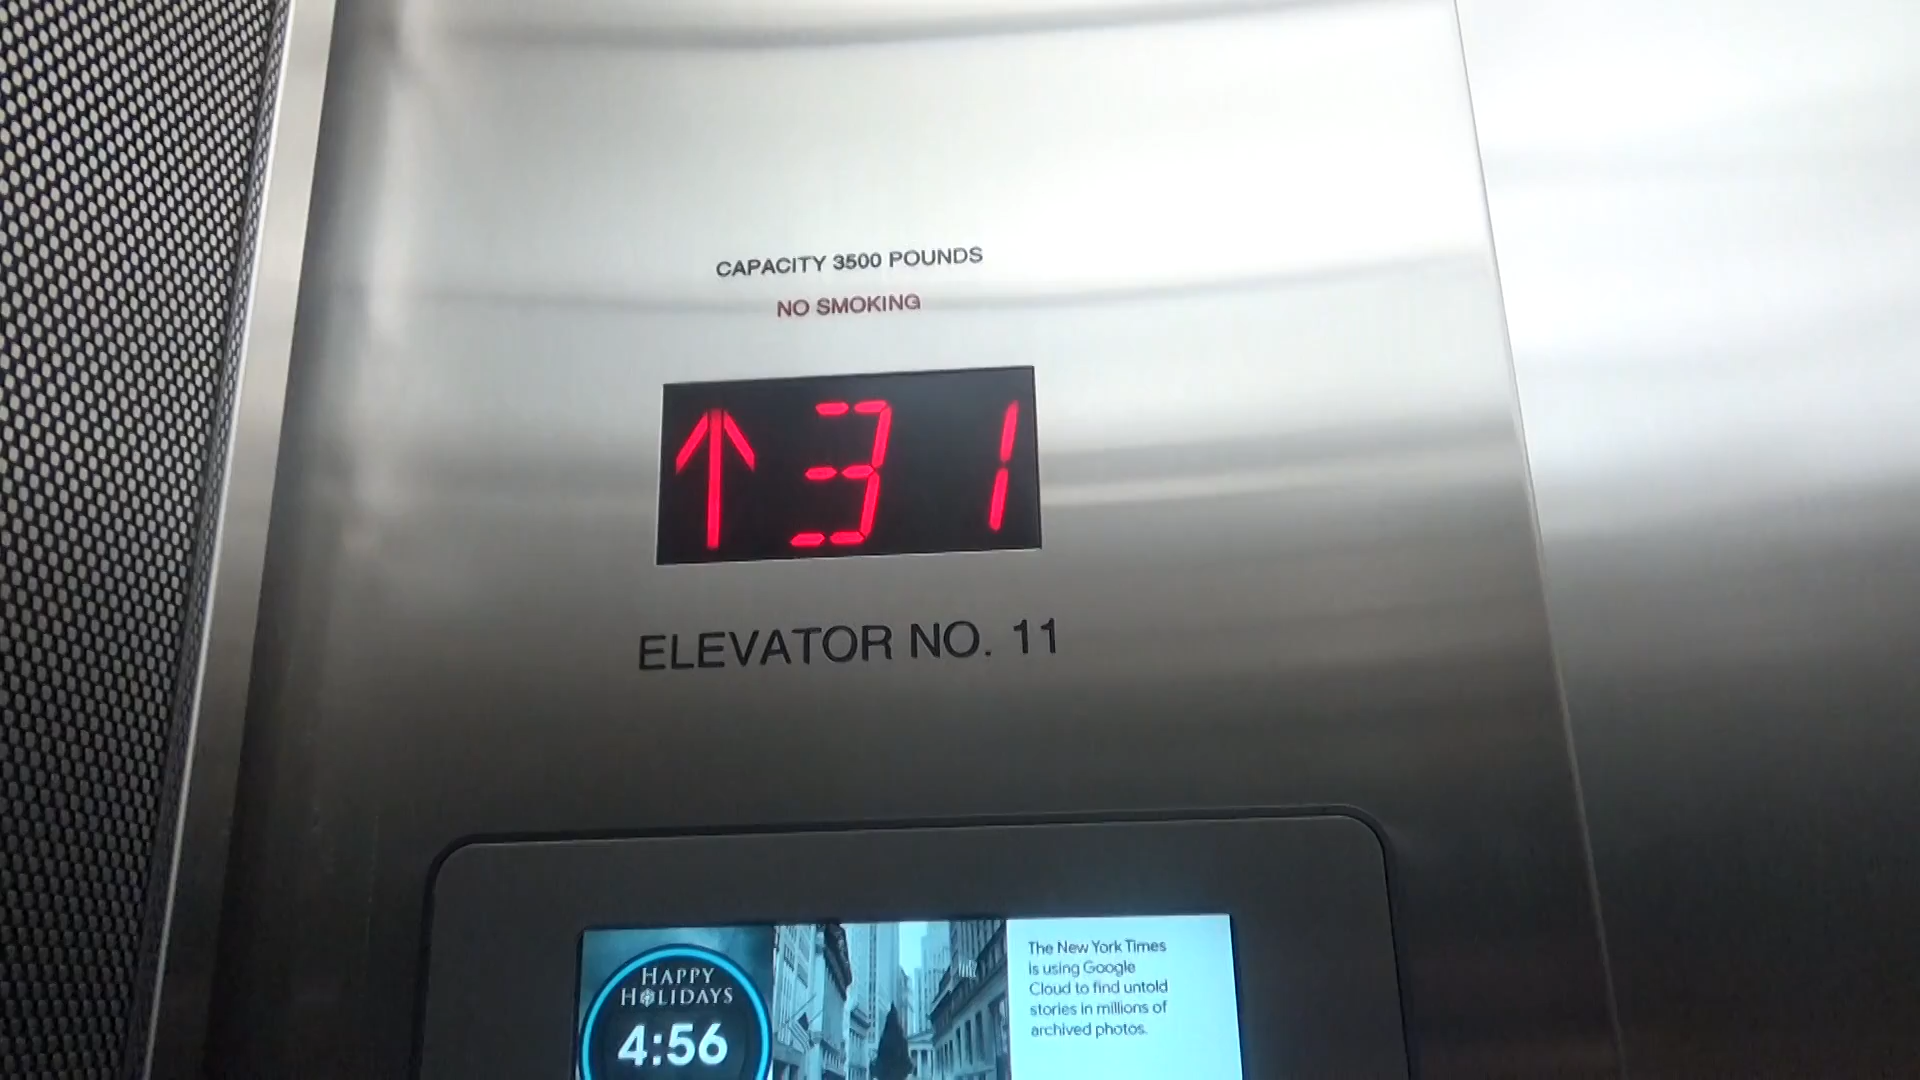 CAPACITY 3500 POUNDS
NO SMOKING
↑31
ELEVATOR NO. 11
HAPPY
HOLIDAYS
4:56
The New York Times
is using Google
Cloud to find untold
stories in millions of
archived photos.